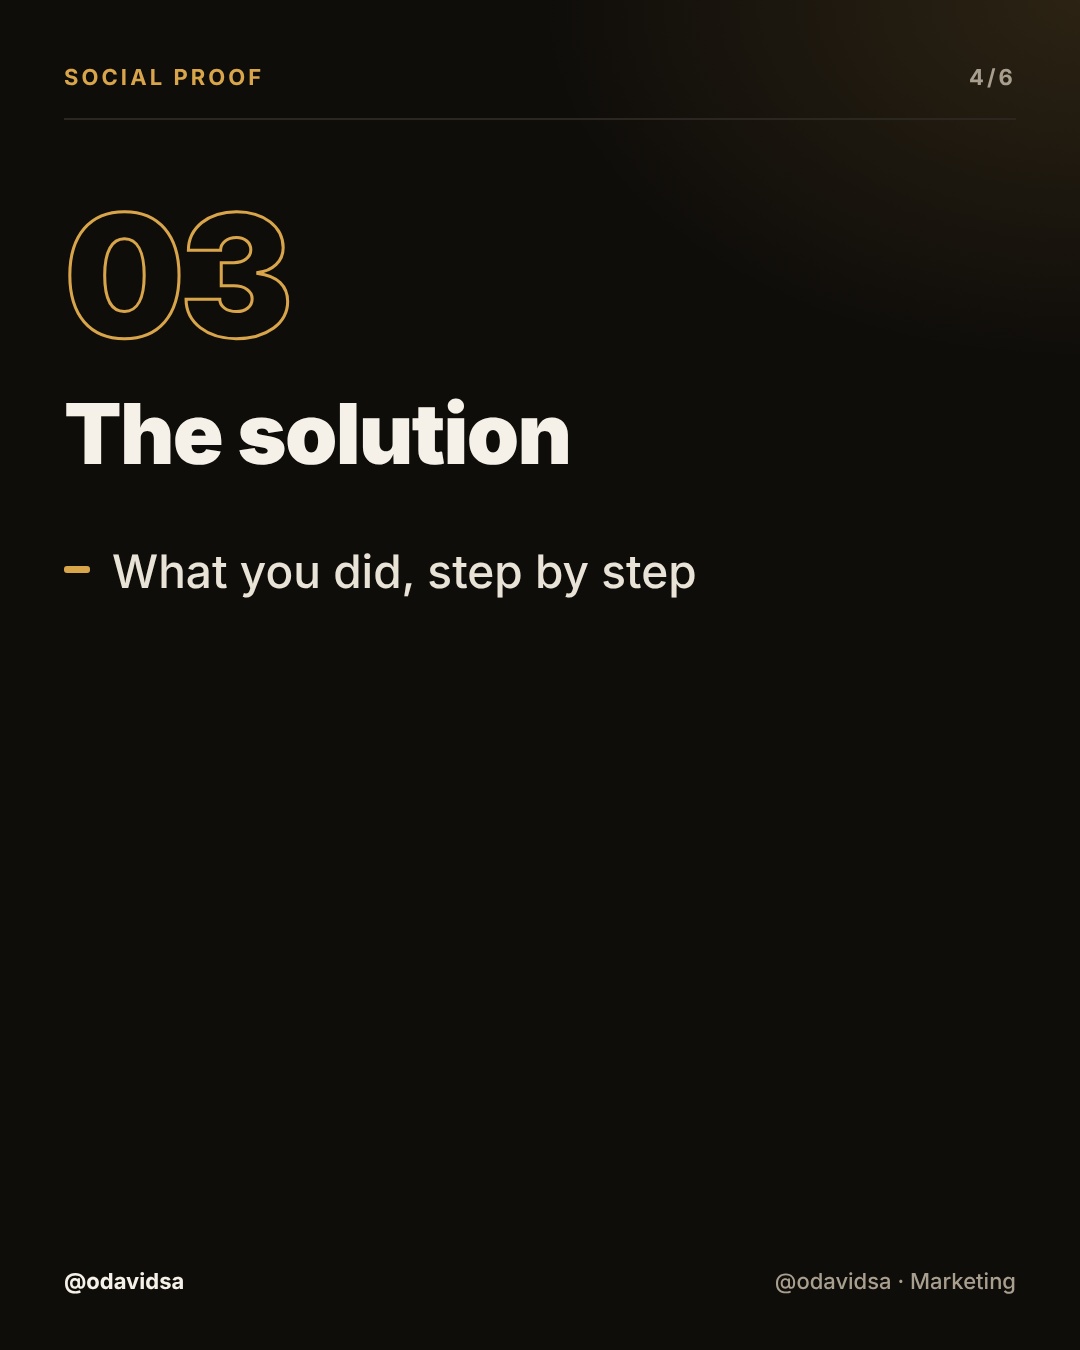 SOCIAL PROOF
4/6
03
The solution
What you did, step by step
@odavidsa
@odavidsa · Marketing